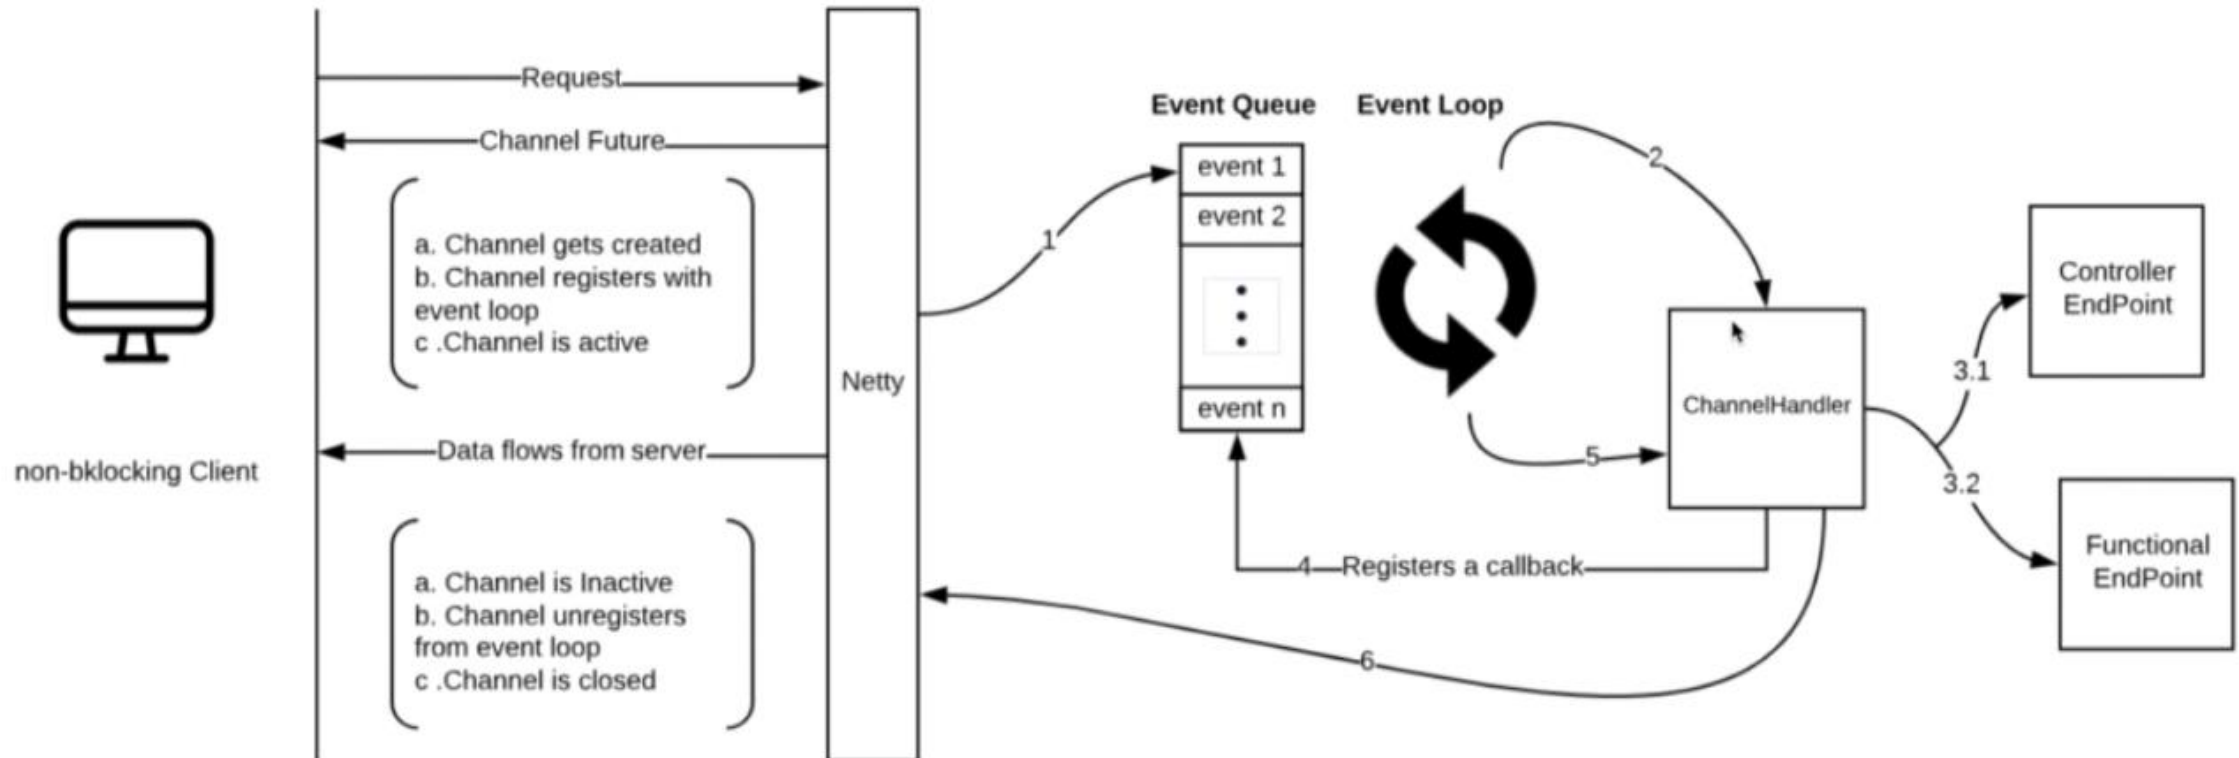 Request
Channel Future
a. Channel gets created
b. Channel registers with
event loop
c .Channel is active
non-bklocking Client
Data flows from server
a. Channel is Inactive
b. Channel unregisters
from event loop
c .Channel is closed
Netty
1
Event Queue
event 1
event 2
event n
Event Loop
2
ChannelHandler
3.1
Controller
EndPoint
3.2
Functional
EndPoint
4
Registers a callback
5
6